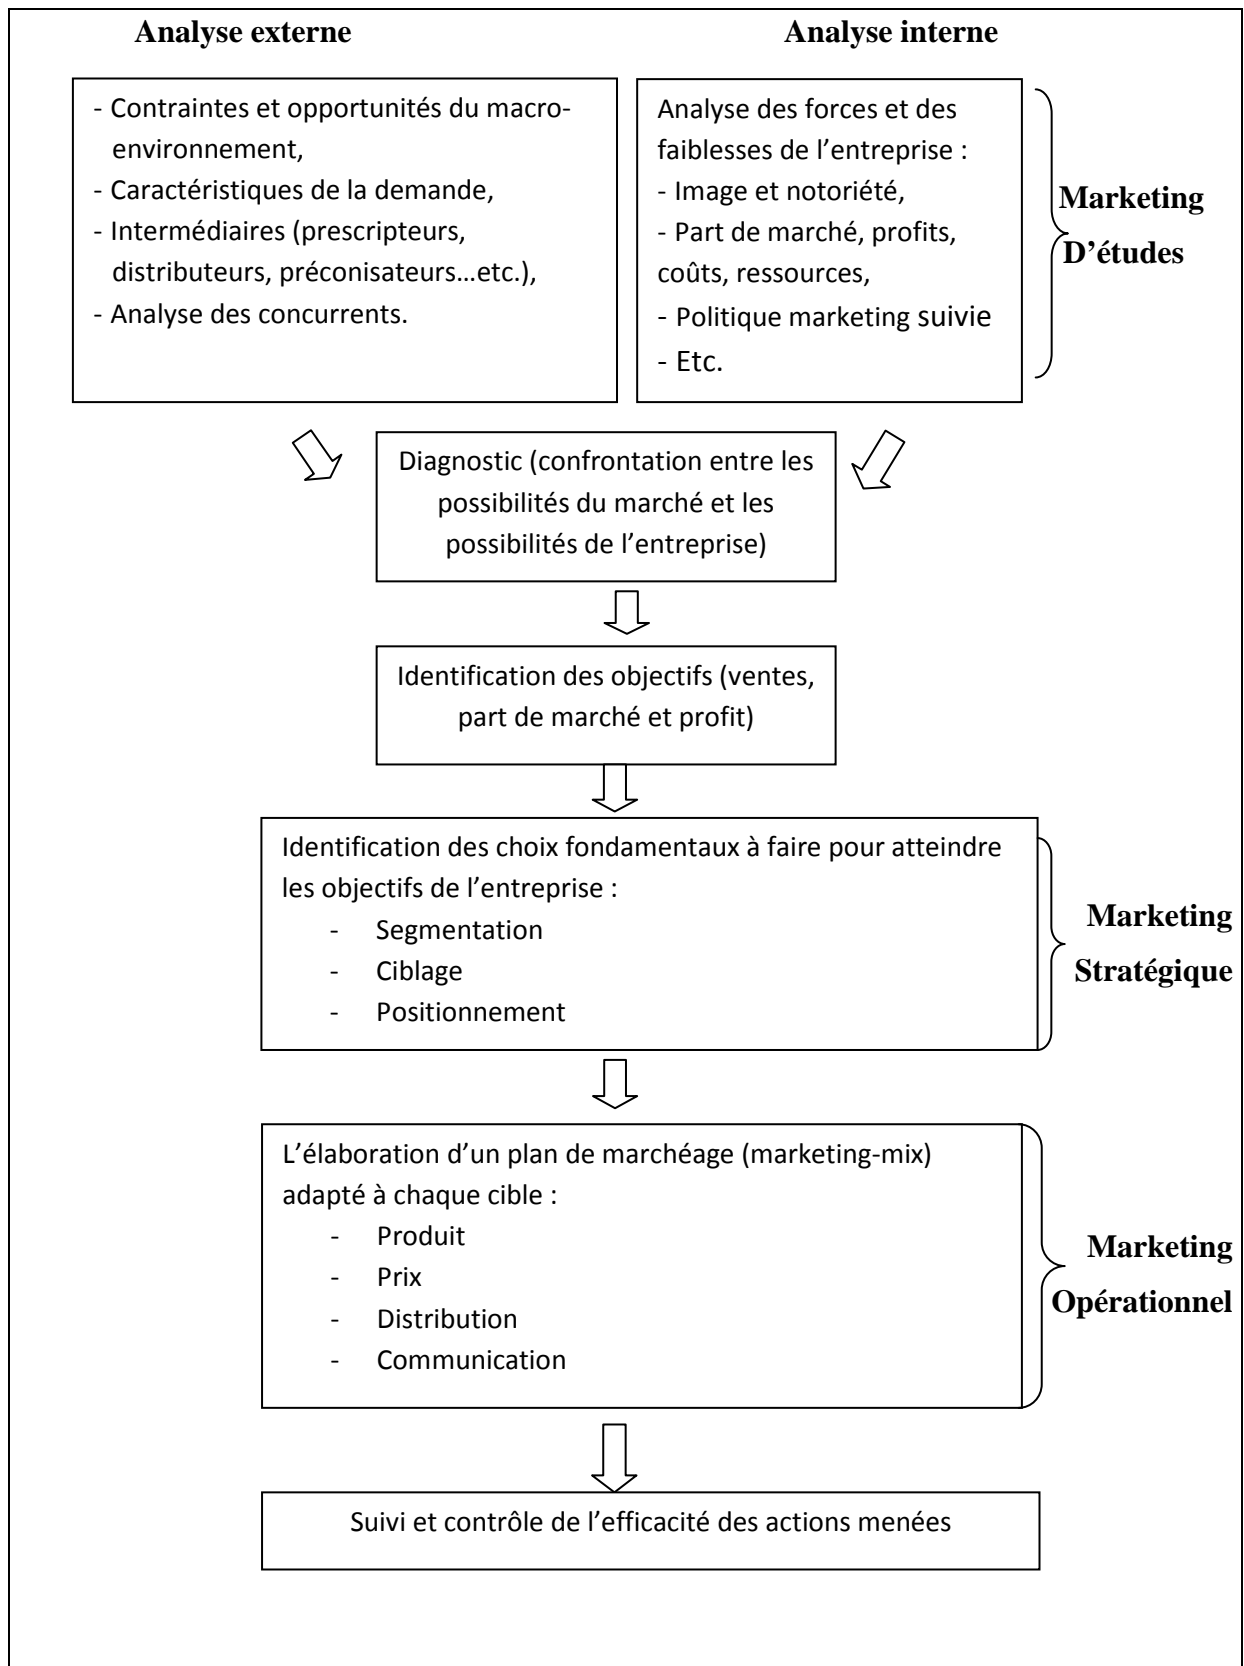 Analyse externe
Analyse interne
- Contraintes et opportunités du macro-
environnement,
- Caractéristiques de la demande,
- Intermédiaires (prescripteurs,
distributeurs, préconisateurs…etc.),
- Analyse des concurrents.
Analyse des forces et des
faiblesses de l’entreprise :
- Image et notoriété,
- Part de marché, profits,
coûts, ressources,
- Politique marketing suivie
- Etc.
Marketing
D’études
Diagnostic (confrontation entre les
possibilités du marché et les
possibilités de l’entreprise)
Identification des objectifs (ventes,
part de marché et profit)
Identification des choix fondamentaux à faire pour atteindre
les objectifs de l’entreprise :
- Segmentation
- Ciblage
- Positionnement
Marketing
Stratégique
L’élaboration d’un plan de marchéage (marketing-mix)
adapté à chaque cible :
- Produit
- Prix
- Distribution
- Communication
Marketing
Opérationnel
Suivi et contrôle de l’efficacité des actions menées